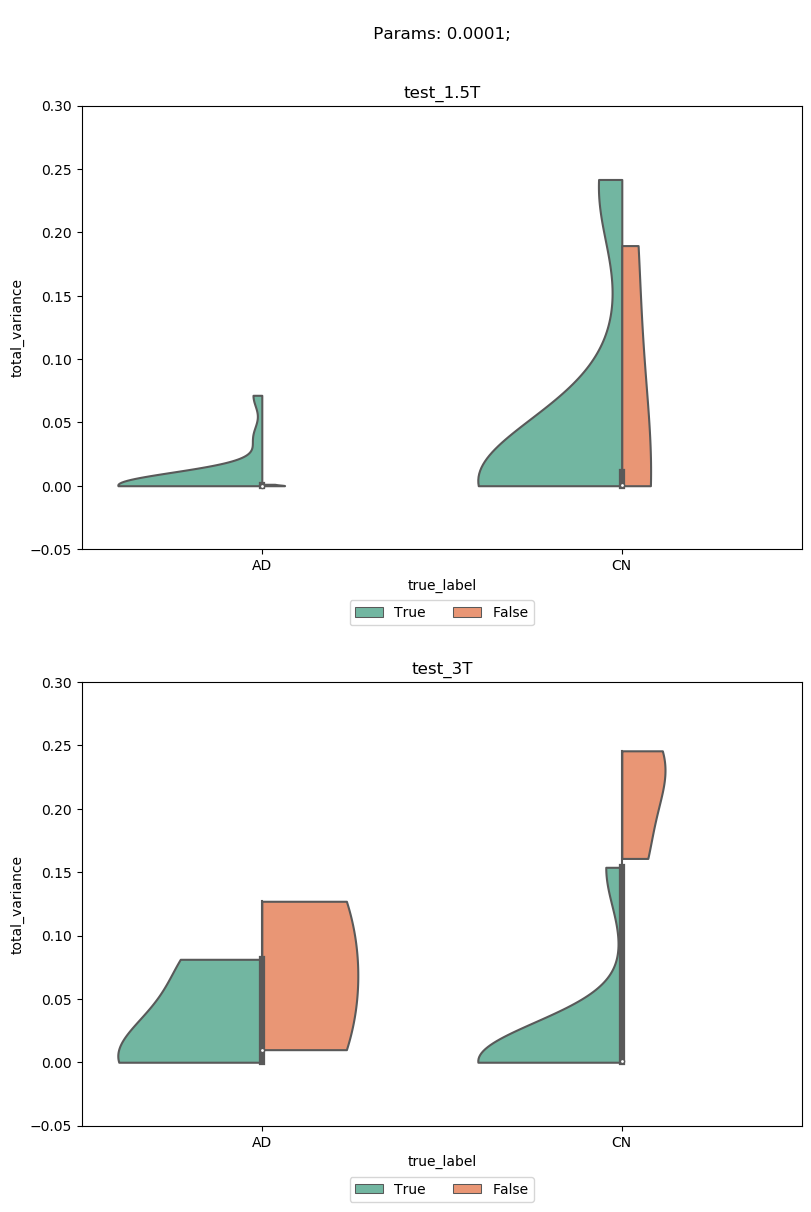 Params: 0.0001;
test_1.5T
0.30
0.25
0.20
0.15
0.10
0.05
0.00
−0.05
total_variance
AD CN
true_label
True False
test_3T
0.30
0.25
0.20
0.15
0.10
0.05
0.00
−0.05
total_variance
AD CN
true_label
True False